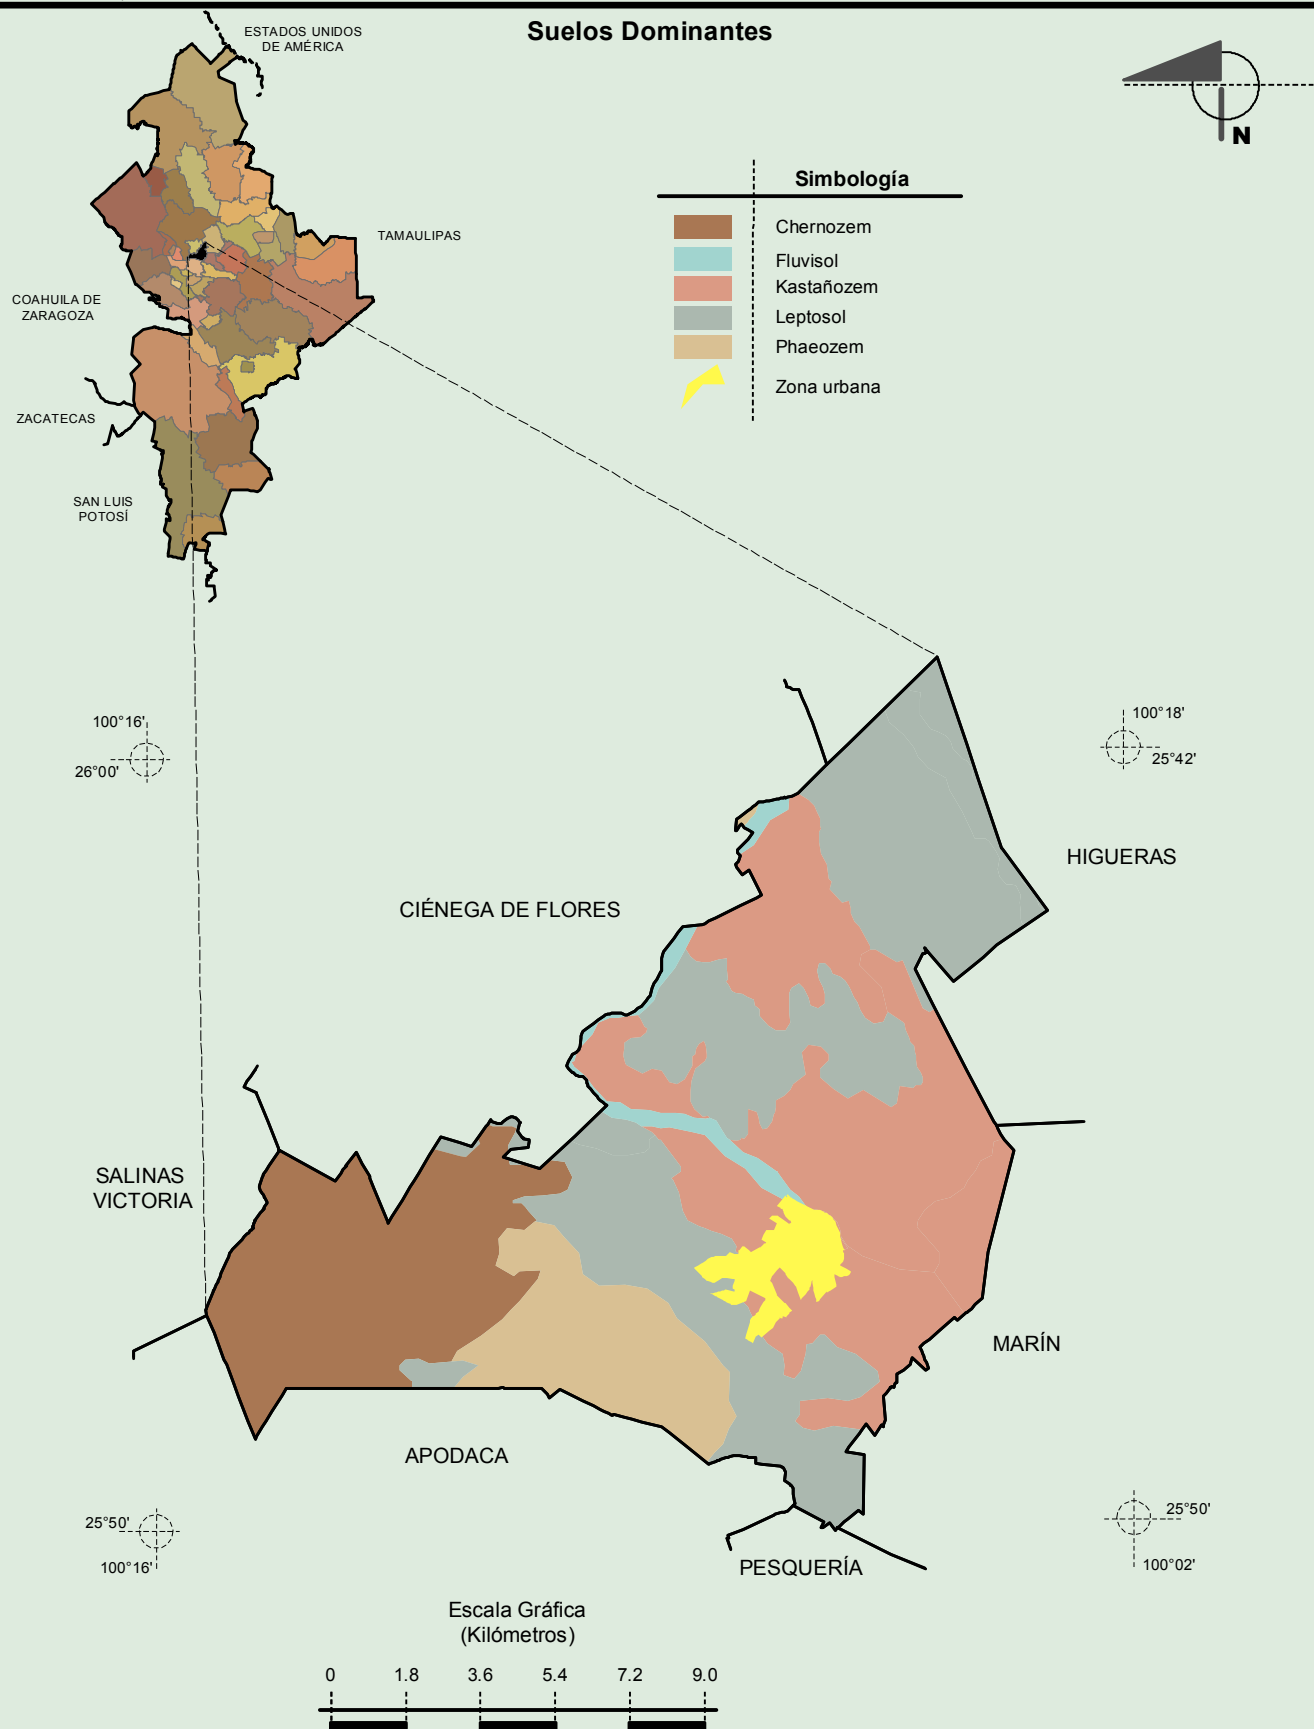 Suelos Dominantes
ESTADOS UNIDOS
DE AMÉRICA
N
TAMAULIPAS
COAHUILA DE
ZARAGOZA
ZACATECAS
SAN LUIS
POTOSÍ
Simbología
Chernozem
Fluvisol
Kastañozem
Leptosol
Phaeozem
Zona urbana
100°16'
26°00'
100°18'
25°42'
HIGUERAS
CIÉNEGA DE FLORES
SALINAS
VICTORIA
MARÍN
APODACA
PESQUERÍA
25°50'
100°16'
25°50'
100°02'
Escala Gráfica
(Kilómetros)
0 1.8 3.6 5.4 7.2 9.0